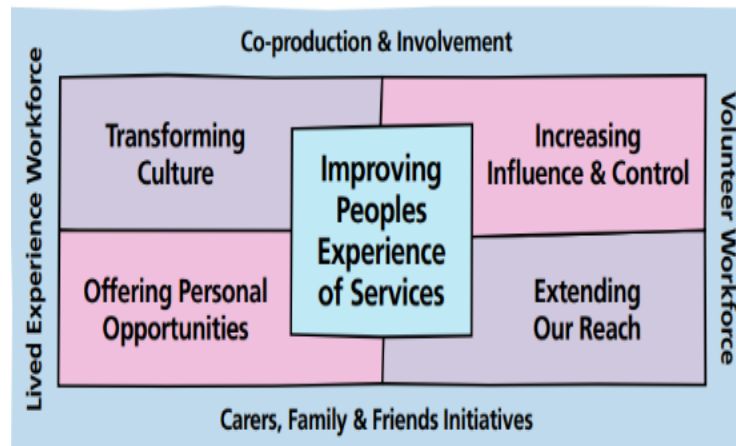 Co-production & Involvement
Lived Experience Workforce
Transforming
Culture
Increasing
Influence & Control
Improving
Peoples
Experience
of Services
Offering Personal
Opportunities
Extending
Our Reach
Volunteer Workforce
Carers, Family & Friends Initiatives